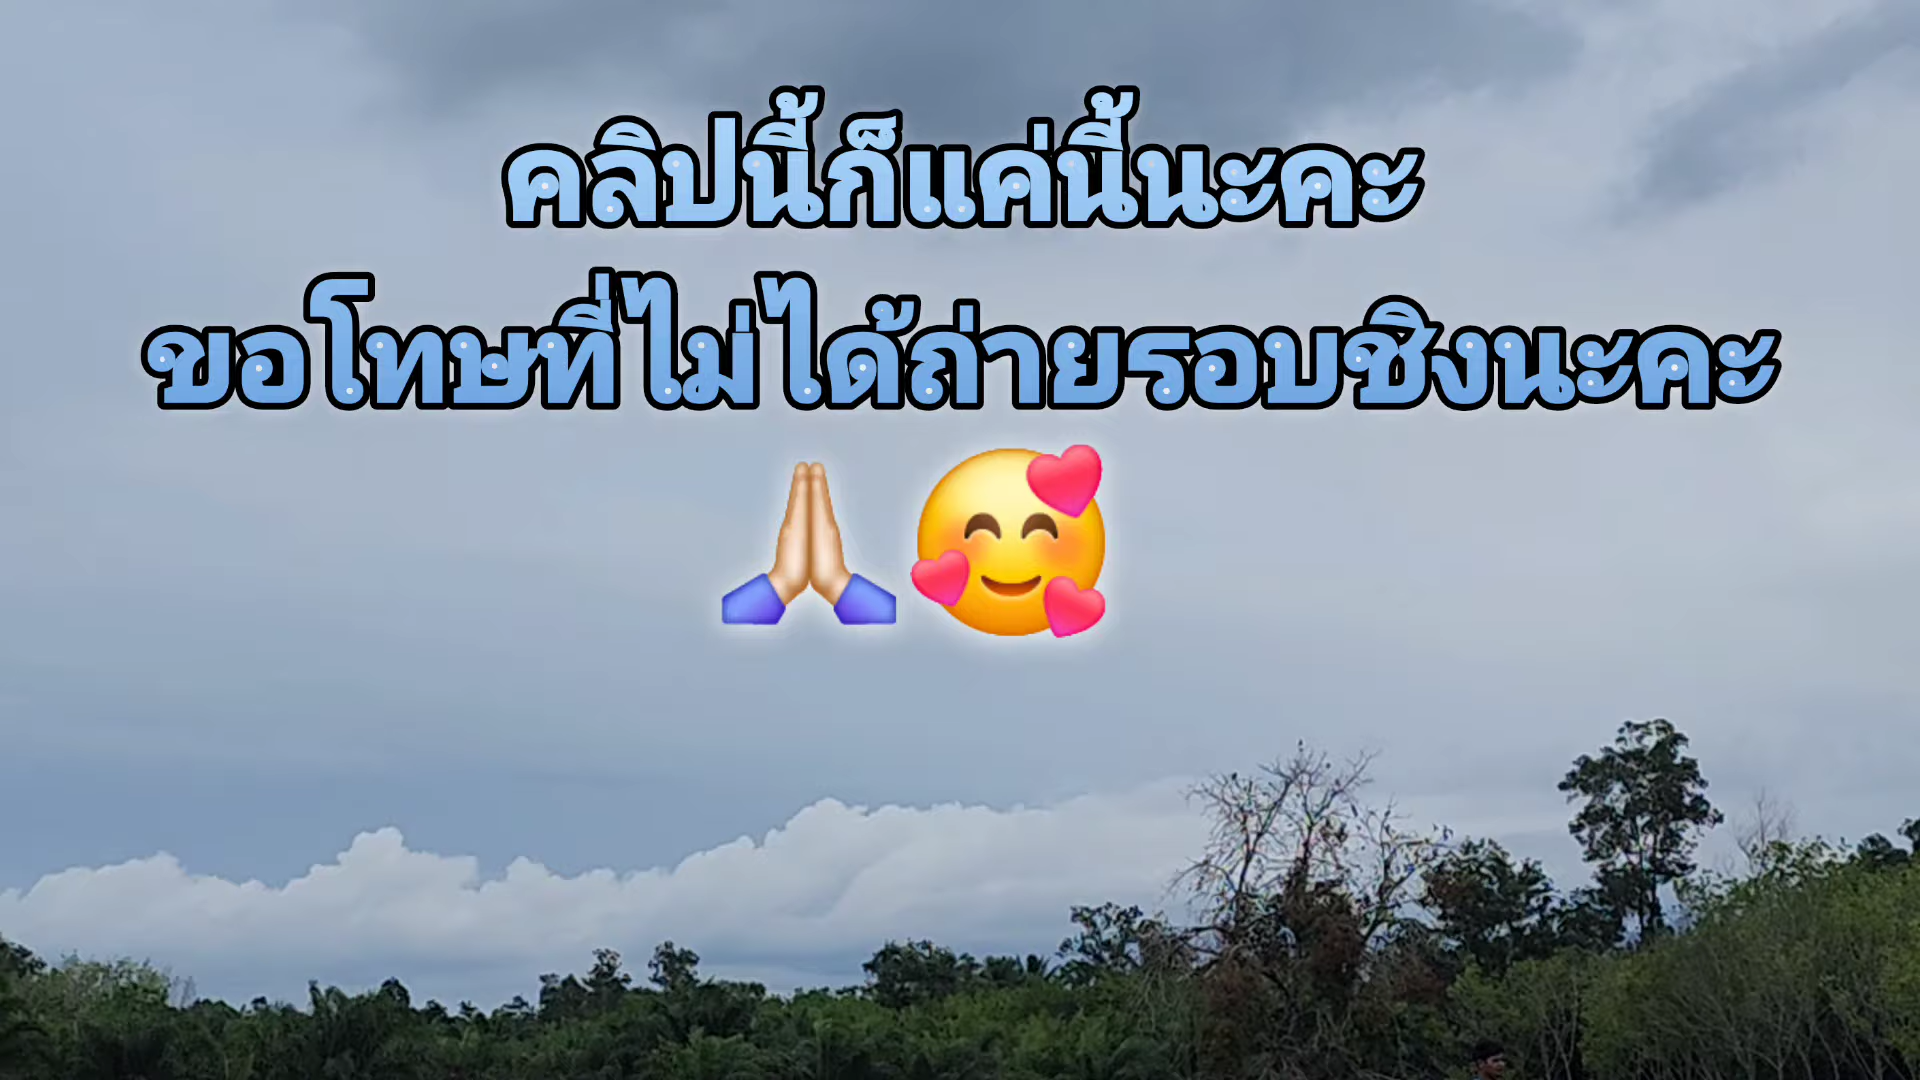 คลิปนี้ก็แค่นี้นะคะ
ขอโทษที่ไม่ได้ถ่ายรอบชิงนะคะ
🙏🏼🥰